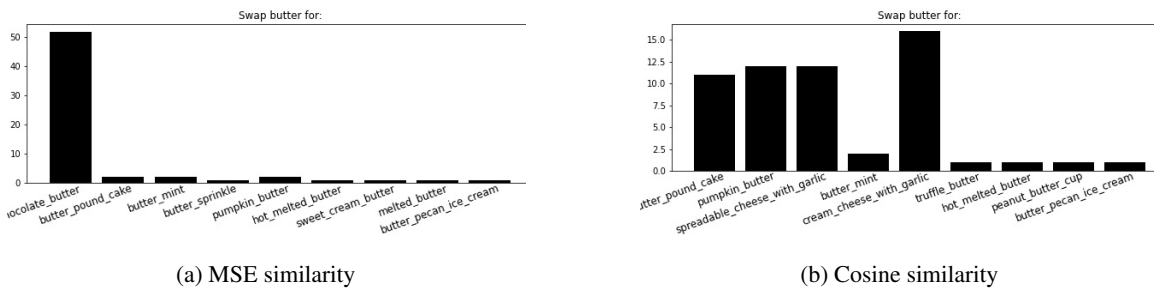 Swap butter for:
50
40
30
20
10
0
ocolate_butter
butter_pound_cake
butter_mint
butter_sprinkle
pumpkin_butter
hot_melted_butter
sweet_cream_butter
melted_butter
butter_pecan_ice_cream
(a) MSE similarity
Swap butter for:
15.0
12.5
10.0
7.5
5.0
2.5
0.0
utter_pound_cake
pumpkin_butter
spreadable_cheese_with_garlic
butter_mint
cream_cheese_with_garlic
truffle_butter
hot_melted_butter
peanut_butter_cup
butter_pecan_ice_cream
(b) Cosine similarity